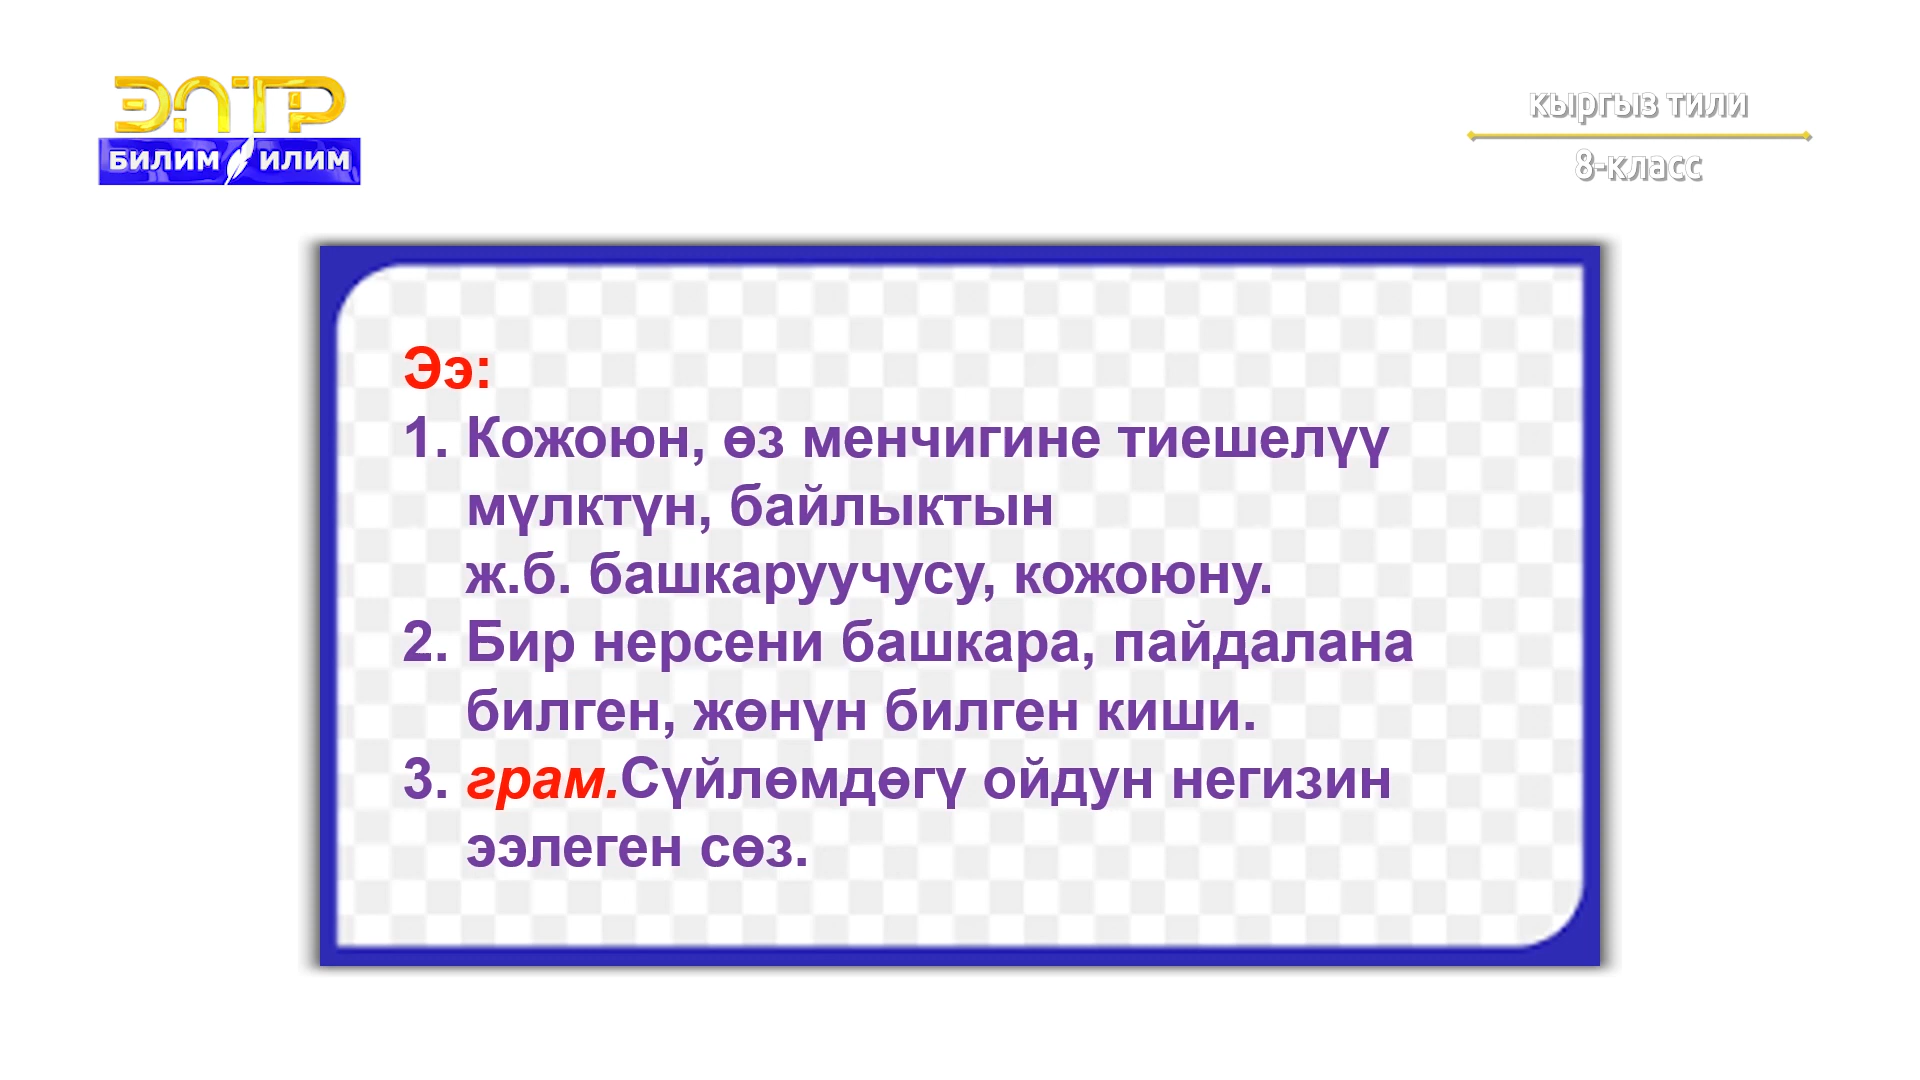 ЭЛТР
БИЛИМ ИЛИМ
кыргыз тили
8-класс
Ээ:
1. Кожоюн, өз менчигине тиешелүү
мүлктүн, байлыктын
ж.б. башкаруучусу, кожоюну.
2. Бир нерсени башкара, пайдалана
билген, жөнүн билген киши.
3. грам.Сүйлөмдөгү ойдун негизин
ээлеген сөз.